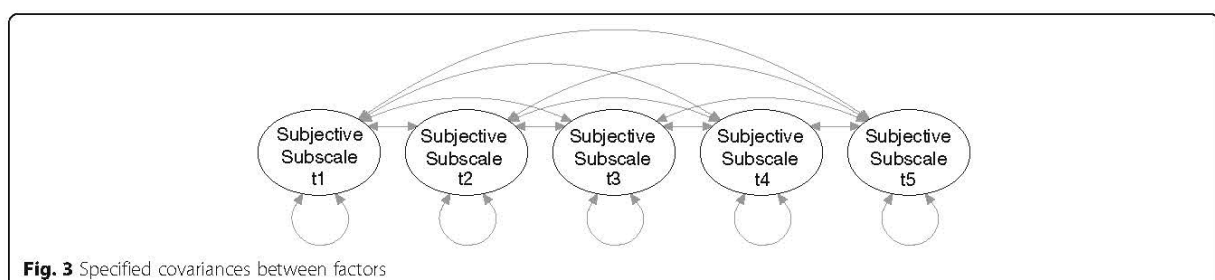 Subjective Subscale t1
Subjective Subscale t2
Subjective Subscale t3
Subjective Subscale t4
Subjective Subscale t5
Fig. 3 Specified covariances between factors